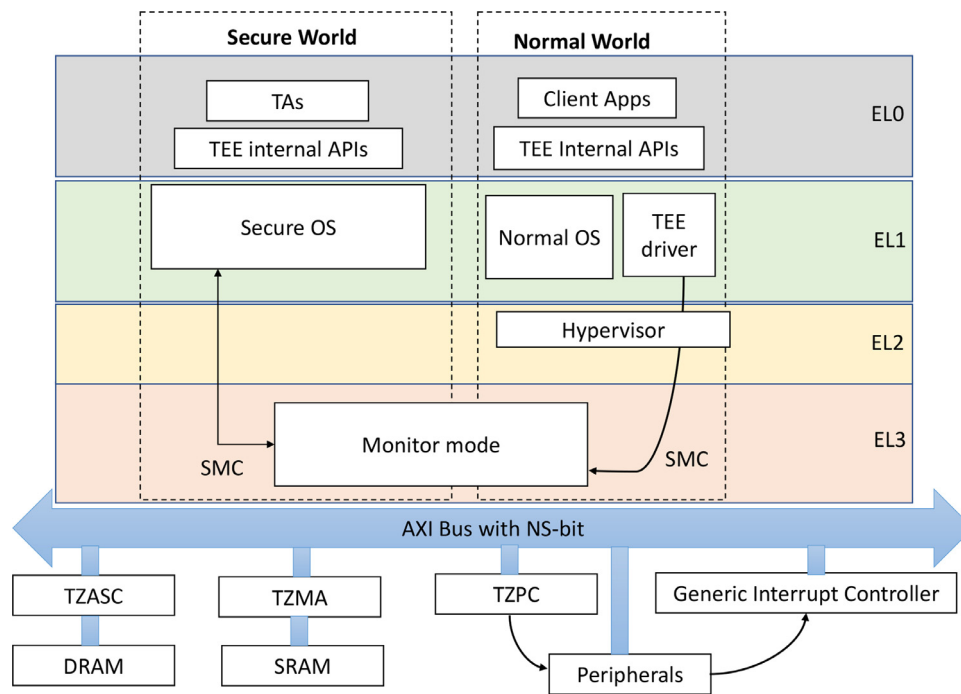 Secure World
Normal World
TAs
Client Apps
EL0
TEE internal APIs
TEE Internal APIs
Secure OS
Normal OS
TEE
driver
EL1
Hypervisor
EL2
Monitor mode
EL3
SMC
SMC
AXI Bus with NS-bit
TZASC
TZMA
TZPC
Generic Interrupt Controller
DRAM
SRAM
Peripherals